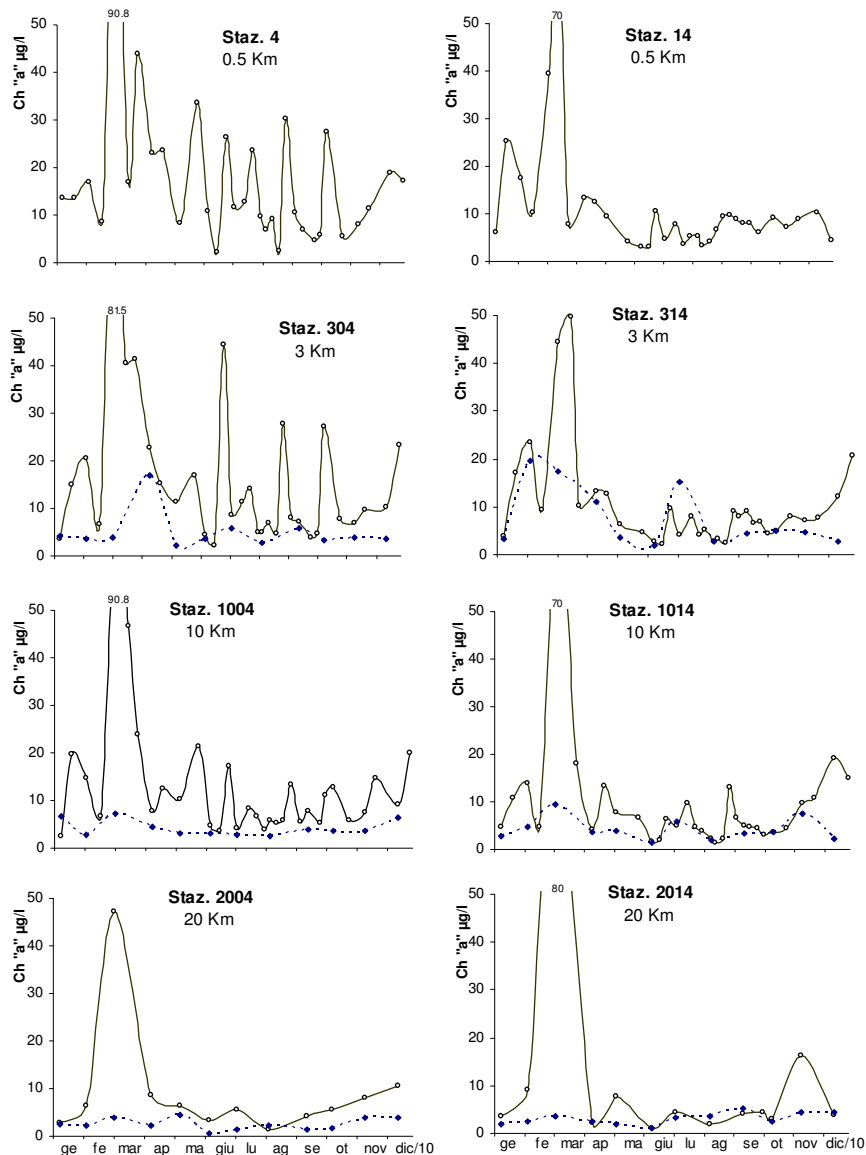 90.8
50
40
30
20
10
0
Ch "a" µg/l
Staz. 4
0.5 Km
70
50
40
30
20
10
0
Ch "a" µg/l
Staz. 14
0.5 Km
81.5
50
40
30
20
10
0
Ch "a" µg/l
Staz. 304
3 Km
50
40
30
20
10
0
Ch "a" µg/l
Staz. 314
3 Km
90.8
50
40
30
20
10
0
Ch "a" µg/l
Staz. 1004
10 Km
70
50
40
30
20
10
0
Ch "a" µg/l
Staz. 1014
10 Km
50
40
30
20
10
0
Ch "a" µg/l
Staz. 2004
20 Km
ge fe mar ap ma giu lu ag se ot nov dic/10
80
50
40
30
20
10
0
Ch "a" µg/l
Staz. 2014
20 Km
ge fe mar ap ma giu lu ag se ot nov dic/10